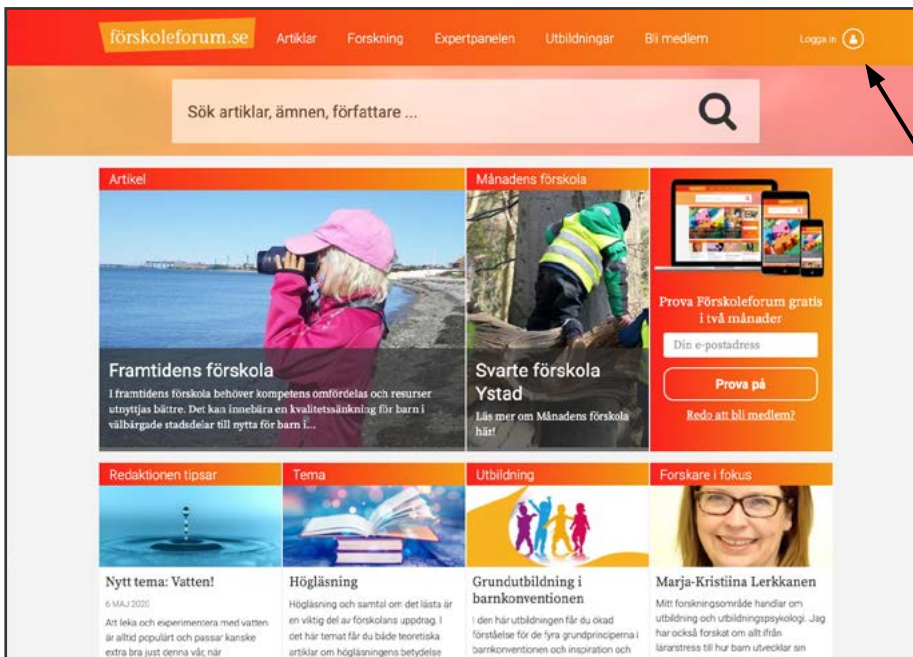 förskoleforum.se
Artiklar
Forskning
Expertpanelen
Utbildningar
Bli medlem
Logga in
Sök artiklar, ämnen, författare ...
Artikel
Framtidens förskola
I framtidens förskola behöver kompetens omfördelas och resurser
utnyttjas bättre. Det kan innebära en kvalitetssänkning för barn i
välbärgade stadsdelar till nytta för barn i...
Månadens förskola
Svarte förskola
Ystad
Läs mer om Månadens förskola
här!
Prova Förskoleforum gratis
i två månader
Din e-postadress
Prova på
Redo att bli medlem?
Redaktionen tipsar
Nytt tema: Vatten!
6 MAJ 2020
Att leka och experimentera med vatten
är alltid populärt och passar kanske
extra bra just denna vår, när
Tema
Högläsning
Högläsning och samtal om det lästa är
en viktig del av förskolans uppdrag. I
det här temat får du både teoretiska
artiklar om högläsningens betydelse
Utbildning
Grundutbildning i
barnkonventionen
I den här utbildningen får du ökad
förståelse för de fyra grundprinciperna i
barnkonventionen och inspiration och
Forskare i fokus
Marja-Kristiina Lerkkanen
Mitt forskningsområde handlar om
utbildning och utbildningspsykologi. Jag
har också forskat om allt ifrån
lärarstress till hur barn utvecklar sin